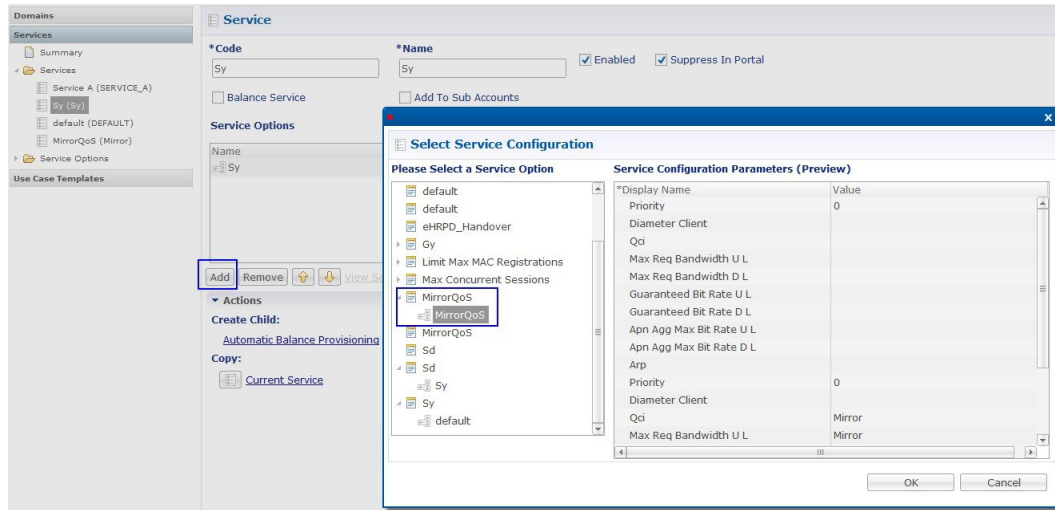 Domains
Services
Summary
Services
Service A (SERVICE_A)
Sy (Sy)
default (DEFAULT)
MirrorQoS (Mirror)
Service Options
Use Case Templates
Service
*Code
*Name
Sy
Sy
Enabled
Suppress In Portal
Balance Service
Add To Sub Accounts
Service Options
Name
Sy
Add
Remove
View Se
Actions
Create Child:
Automatic Balance Provisioning
Copy:
Current Service
x
Select Service Configuration
Please Select a Service Option
default
default
eHRPD_Handover
Gy
Limit Max MAC Registrations
Max Concurrent Sessions
MirrorQoS
MirrorQoS
MirrorQoS
Sd
Sd
Sy
Sy
default
Service Configuration Parameters (Preview)
*Display Name Value
Priority 0
Diameter Client
Qci
Max Req Bandwidth U L
Max Req Bandwidth D L
Guaranteed Bit Rate U L
Guaranteed Bit Rate D L
Apn Agg Max Bit Rate U L
Apn Agg Max Bit Rate D L
Arp
Priority 0
Diameter Client
Qci Mirror
Max Req Bandwidth U L Mirror
OK
Cancel